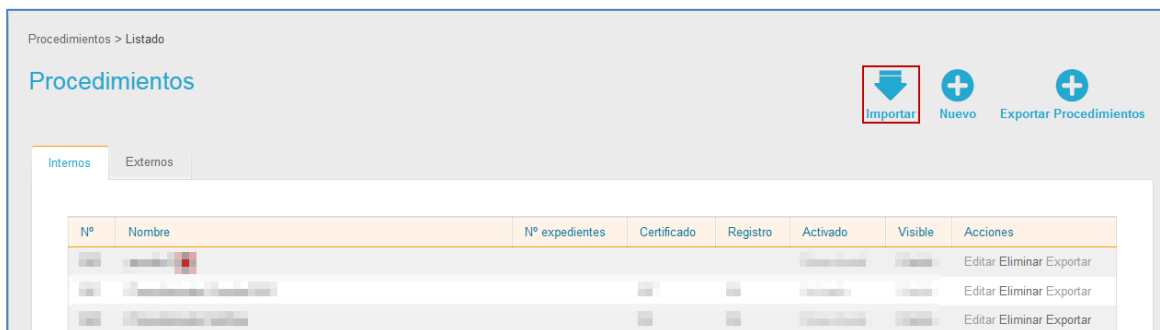 Procedimientos > Listado
Procedimientos
Importar Nuevo Exportar Procedimientos
Internos Externos
Nº Nombre Nº expedientes Certificado Registro Activado Visible Acciones
Editar Eliminar Exportar
Editar Eliminar Exportar
Editar Eliminar Exportar